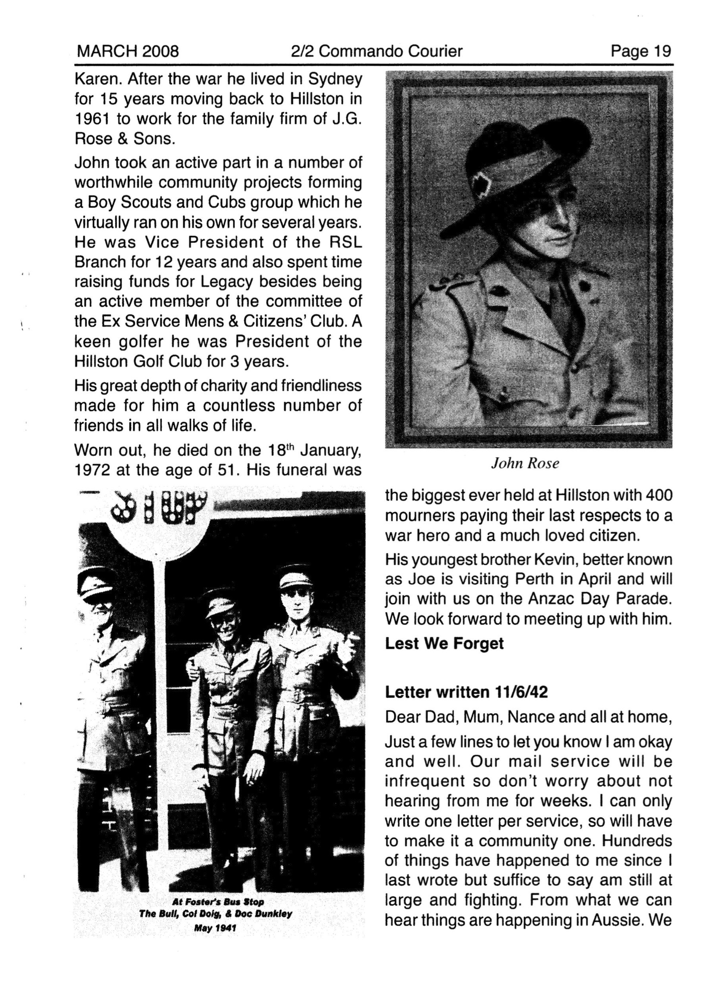 MARCH 2008 2/2 Commando Courier Page 19
Karen. After the war he lived in Sydney
for 15 years moving back to Hillston in
1961 to work for the family firm of J.G.
Rose & Sons.
John took an active part in a number of
worthwhile community projects forming
a Boy Scouts and Cubs group which he
virtually ran on his own for several years.
He was Vice President of the RSL
Branch for 12 years and also spent time
raising funds for Legacy besides being
an active member of the committee of
the Ex Service Mens & Citizens' Club. A
keen golfer he was President of the
Hillston Golf Club for 3 years.
His great depth of charity and friendliness
made for him a countless number of
friends in all walks of life.
Worn out, he died on the 18th January,
1972 at the age of 51. His funeral was
STOP
At Foster's Bus Stop
The Bull, Col Doig, & Doc Dunkley
May 1941
John Rose
the biggest ever held at Hillston with 400
mourners paying their last respects to a
war hero and a much loved citizen.
His youngest brother Kevin, better known
as Joe is visiting Perth in April and will
join with us on the Anzac Day Parade.
We look forward to meeting up with him.
Lest We Forget
Letter written 11/6/42
Dear Dad, Mum, Nance and all at home,
Just a few lines to let you know I am okay
and well. Our mail service will be
infrequent so don't worry about not
hearing from me for weeks. I can only
write one letter per service, so will have
to make it a community one. Hundreds
of things have happened to me since I
last wrote but suffice to say am still at
large and fighting. From what we can
hear things are happening in Aussie. We